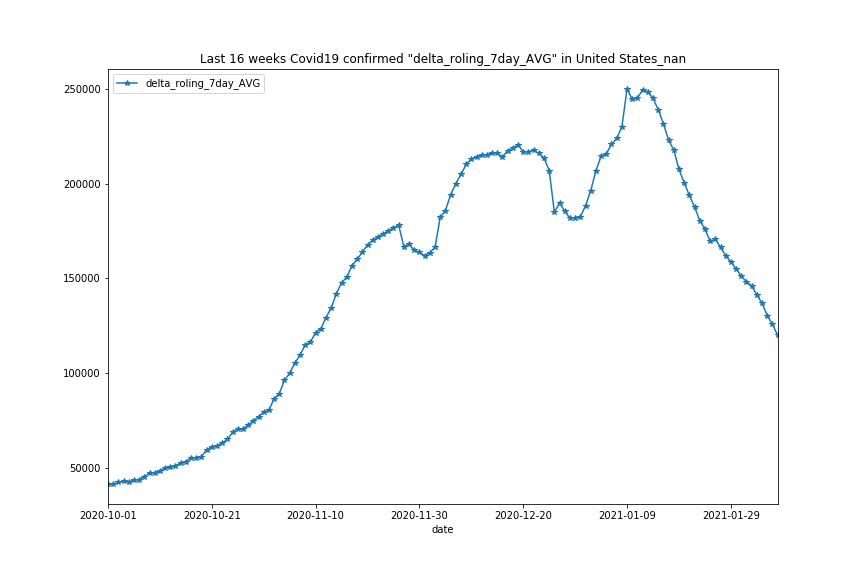 Last 16 weeks Covid19 confirmed "delta_roling_7day_AVG" in United States_nan
delta_roling_7day_AVG
250000
200000
150000
100000
50000
2020-10-01 2020-10-21 2020-11-10 2020-11-30 2020-12-20 2021-01-09 2021-01-29
date